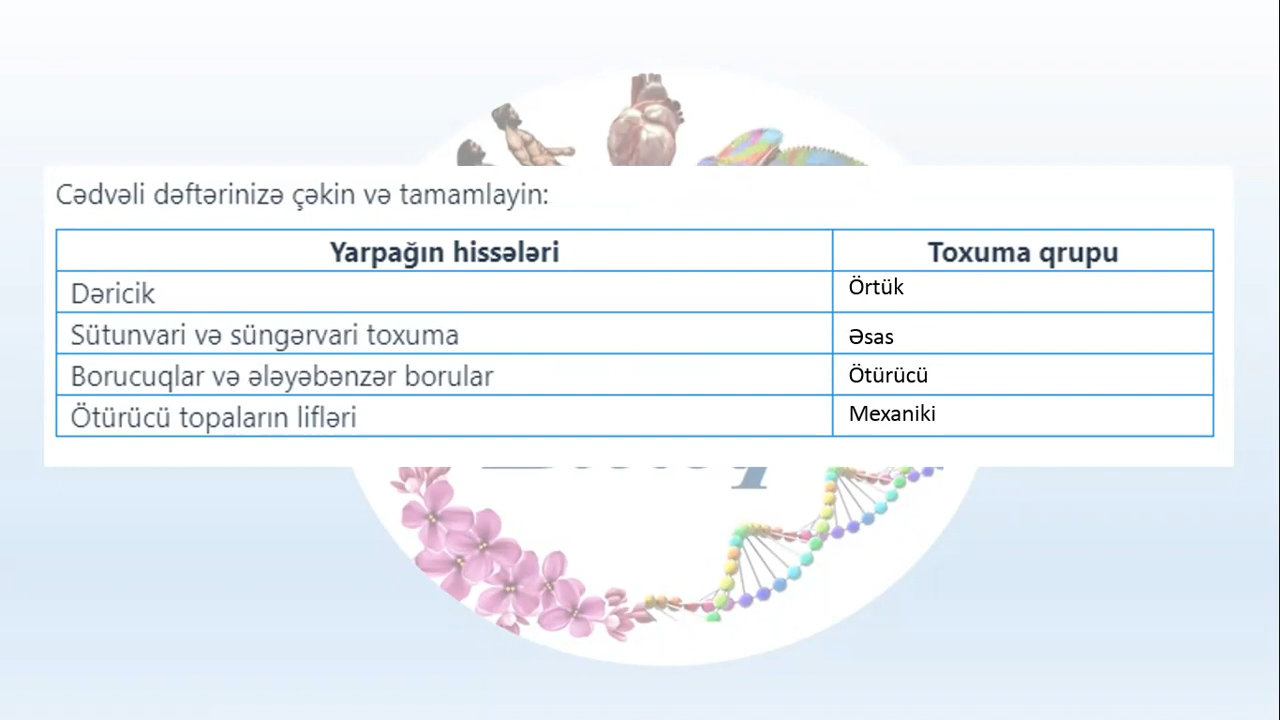 Cədvəli dəftərinizə çəkin və tamamlayin:
Yarpağın hissələri Toxuma qrupu
Dəricik Örtük
Sütunvari və süngərvari toxuma Əsas
Borucuqlar və ələyəbənzər borular Ötürücü
Ötürücü topaların lifləri Mexaniki